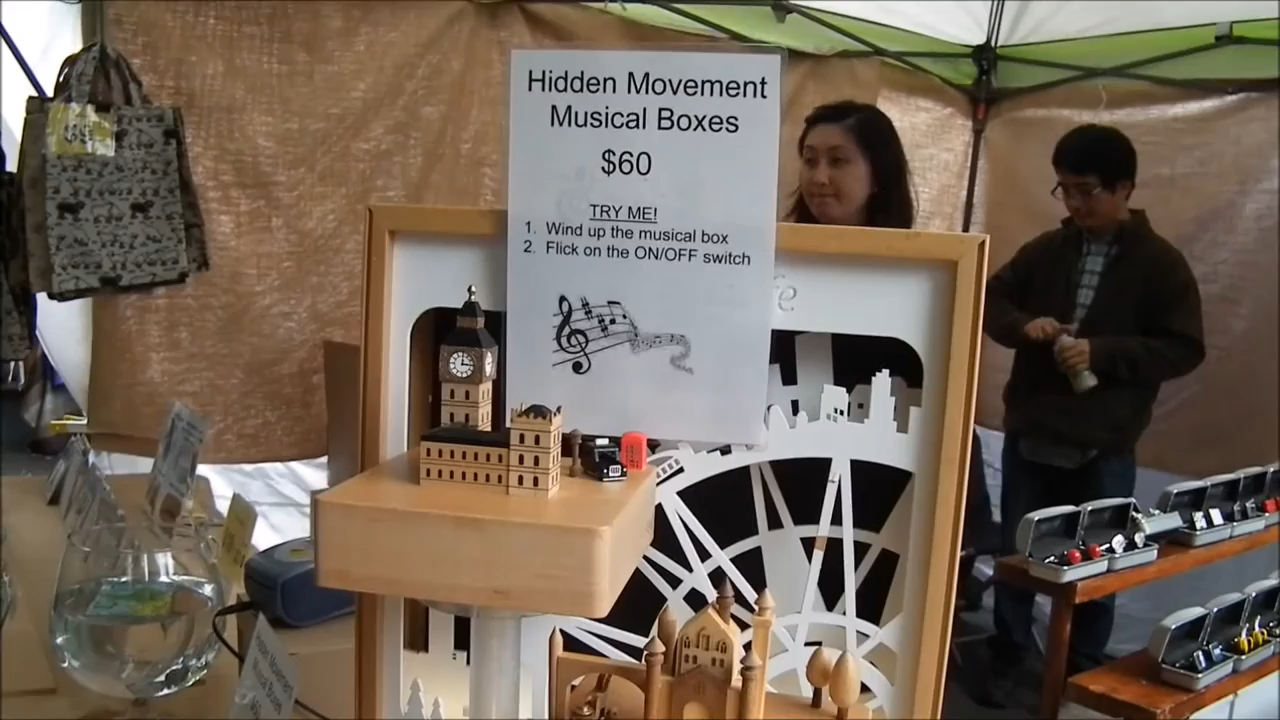 Hidden Movement
Musical Boxes
$60
TRY ME!
1. Wind up the musical box
2. Flick on the ON/OFF switch